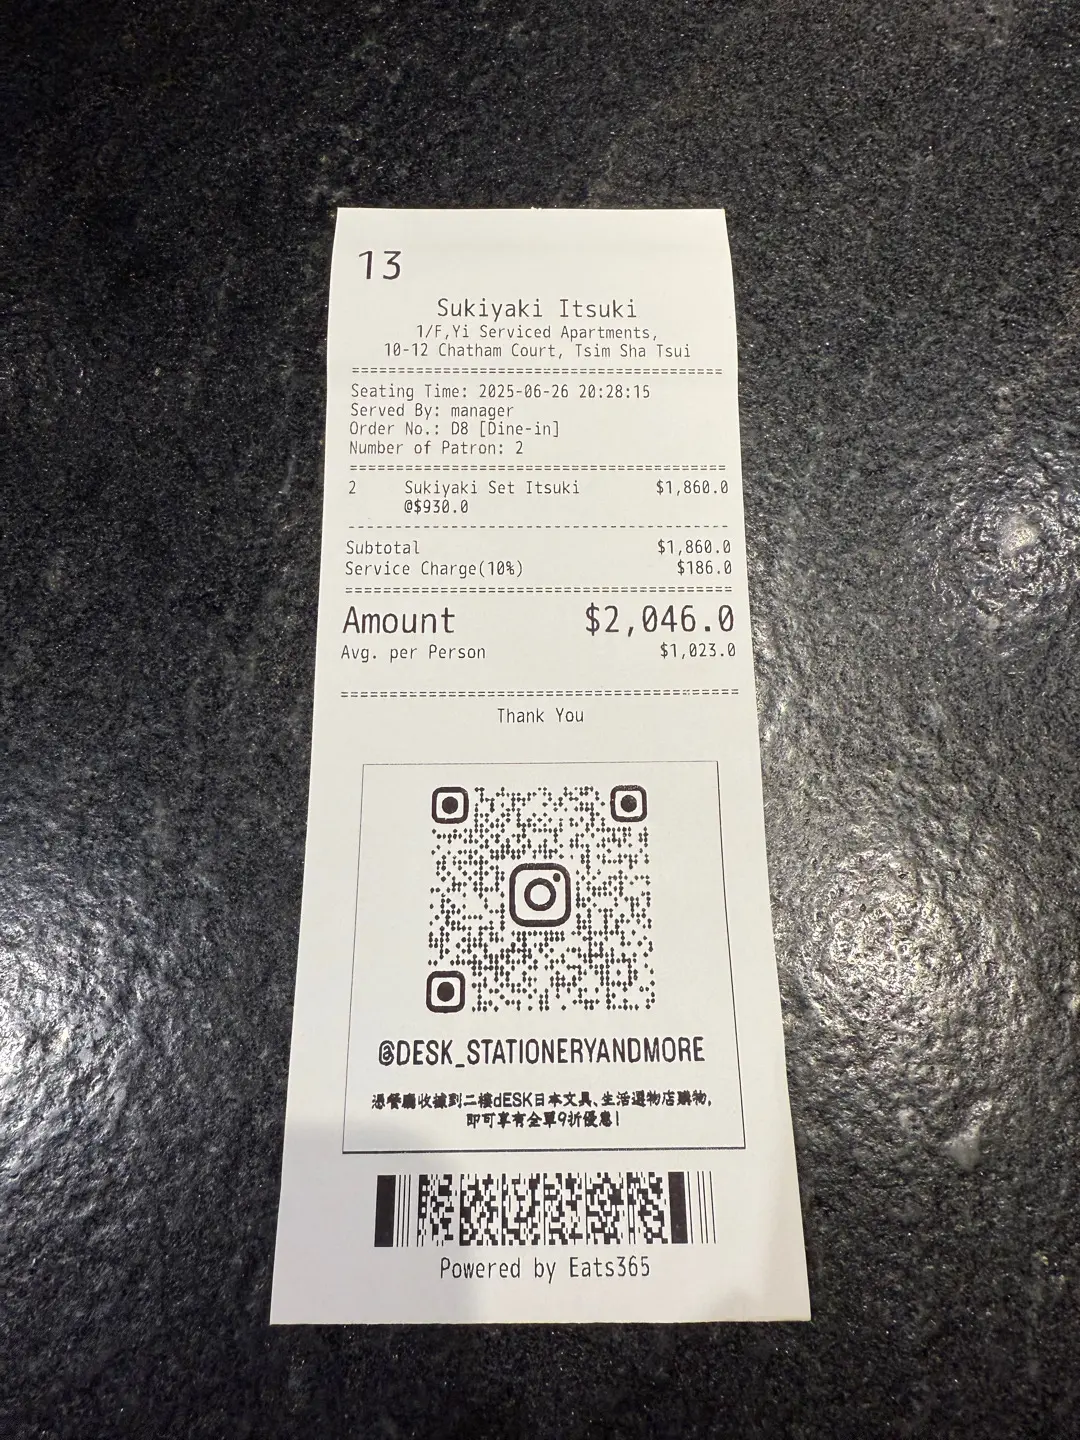 13
Sukiyaki Itsuki
1/F,Yi Serviced Apartments,
10-12 Chatham Court, Tsim Sha Tsui
Seating Time: 2025-06-26 20:28:15
Served By: manager
Order No.: D8 [Dine-in]
Number of Patron: 2
2 Sukiyaki Set Itsuki $1,860.0
@$930.0
Subtotal $1,860.0
Service Charge(10%) $186.0
Amount $2,046.0
Avg. per Person $1,023.0
Thank You
@DESK_STATIONERYANDMORE
憑餐廳收據到二樓dESK日本文具、生活選物店購物,
即可享有全單9折優惠!
Powered by Eats365